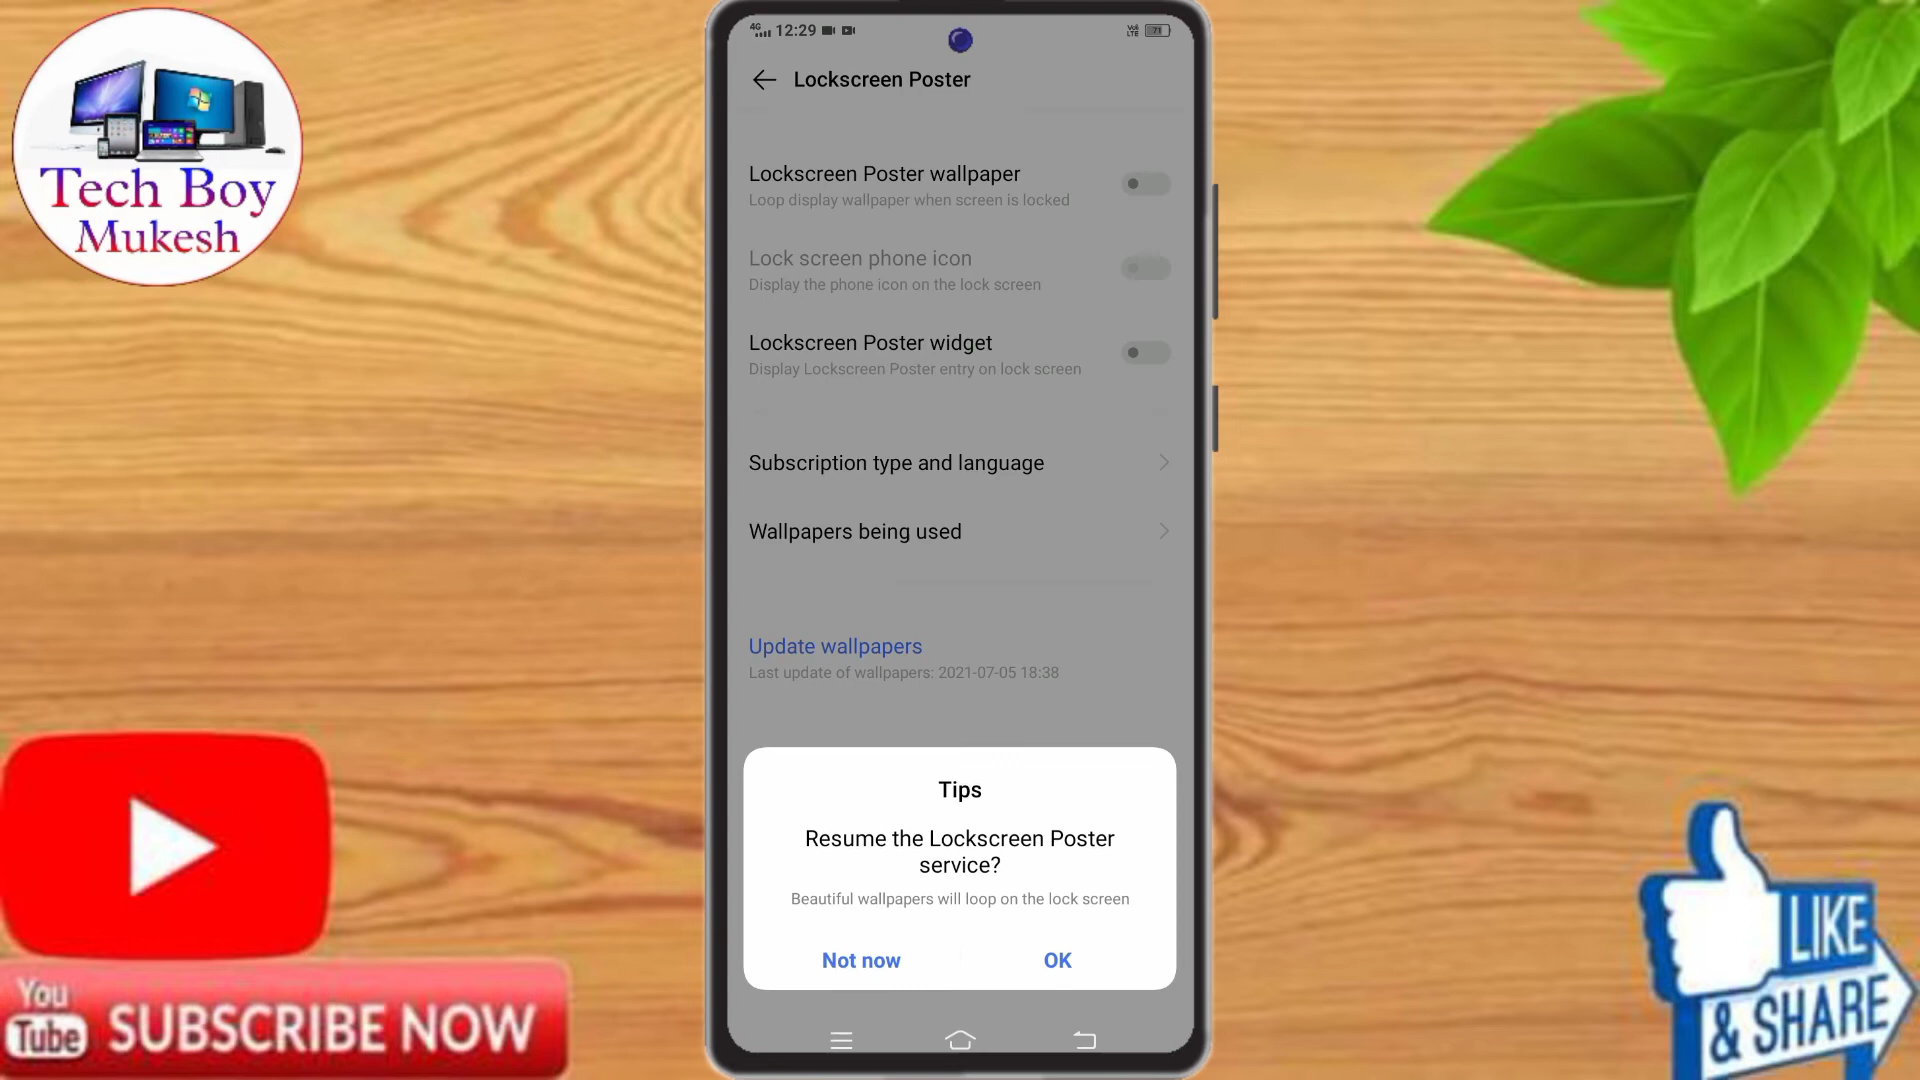 Tech Boy
Mukesh
4G 12:29
VoLTE 71
Lockscreen Poster
Lockscreen Poster wallpaper
Loop display wallpaper when screen is locked
Lock screen phone icon
Display the phone icon on the lock screen
Lockscreen Poster widget
Display Lockscreen Poster entry on lock screen
Subscription type and language
Wallpapers being used
Update wallpapers
Last update of wallpapers: 2021-07-05 18:38
Tips
Resume the Lockscreen Poster
service?
Beautiful wallpapers will loop on the lock screen
Not now OK
You
Tube SUBSCRIBE NOW
LIKE
& SHARE